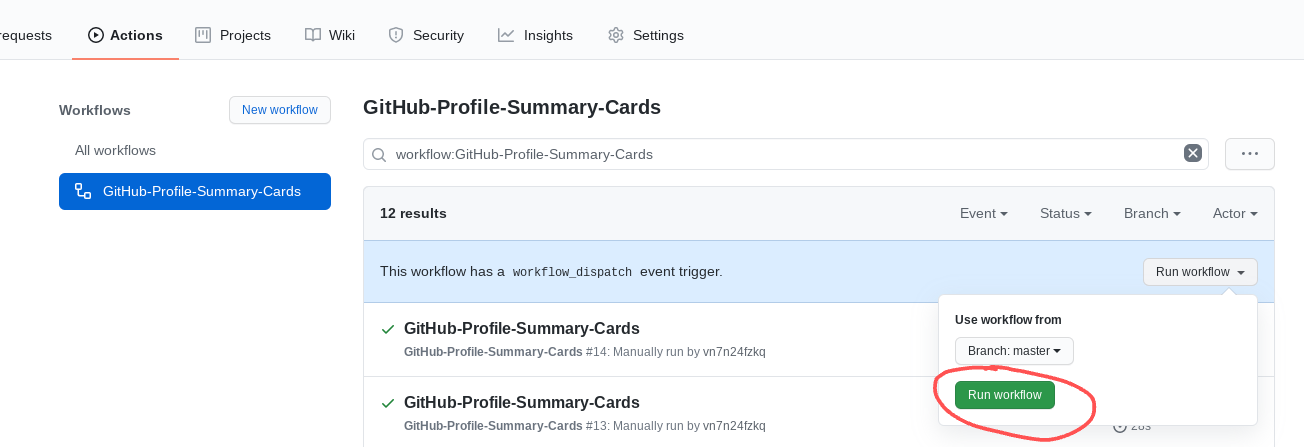 requests Actions Projects Wiki Security Insights Settings
Workflows New workflow
All workflows
GitHub-Profile-Summary-Cards
GitHub-Profile-Summary-Cards
workflow:GitHub-Profile-Summary-Cards
12 results Event Status Branch Actor
This workflow has a workflow_dispatch event trigger. Run workflow
Use workflow from
Branch: master
Run workflow
GitHub-Profile-Summary-Cards
GitHub-Profile-Summary-Cards #14: Manually run by vn7n24fzkq
GitHub-Profile-Summary-Cards
GitHub-Profile-Summary-Cards #13: Manually run by vn7n24fzkq